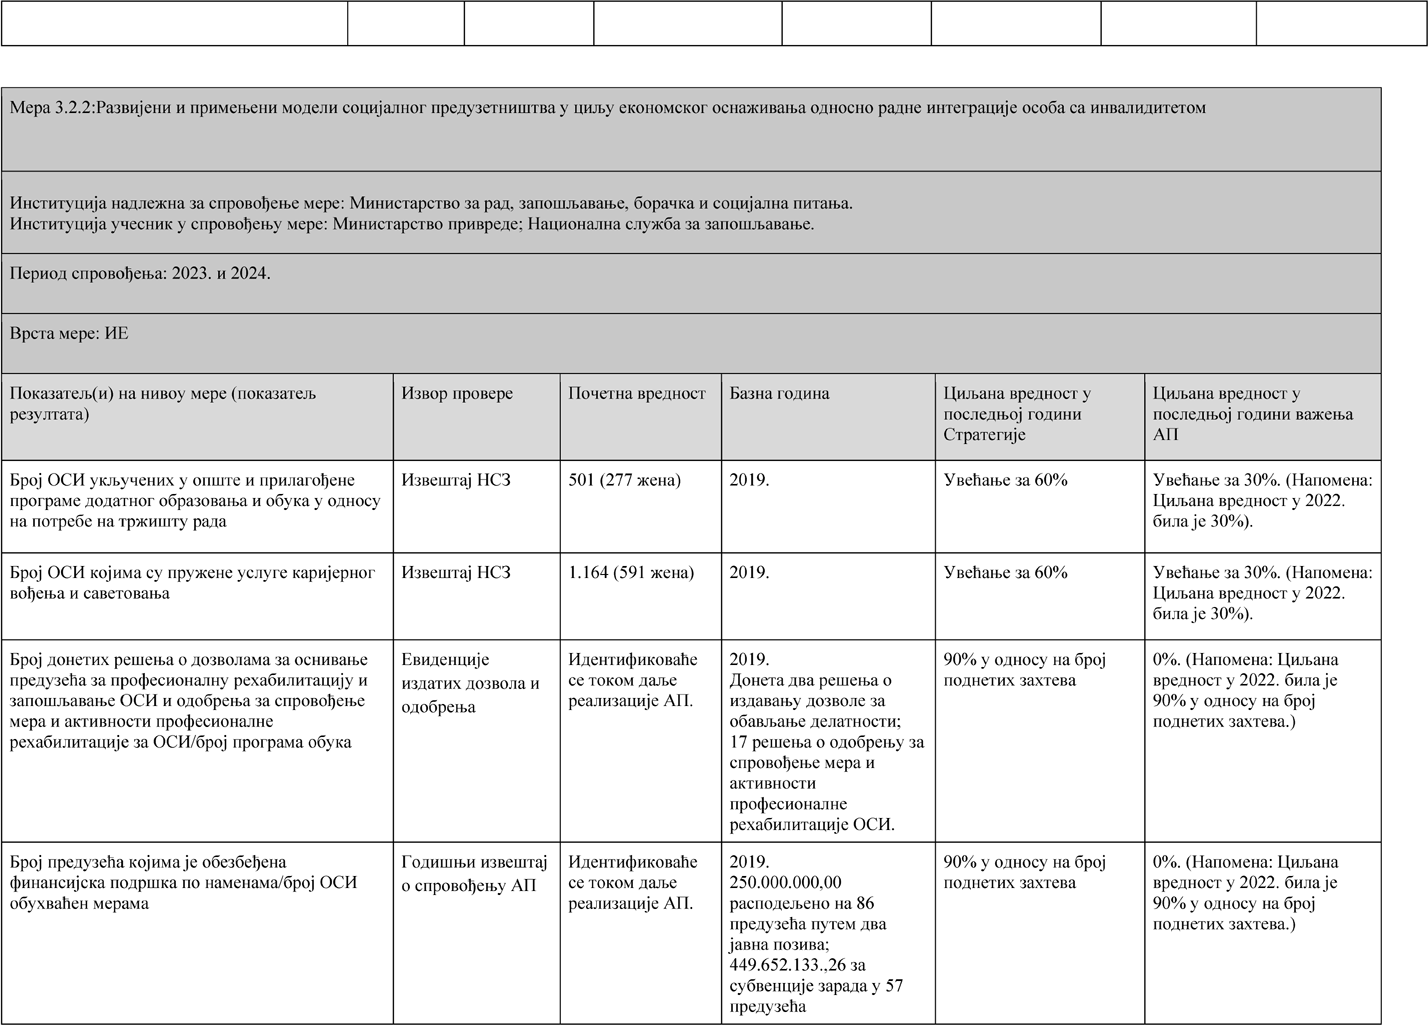 Мера 3.2.2:Развијени и примењени модели социјалног предузетништва у циљу економског оснаживања односно радне интеграције особа са инвалидитетом
Институција надлежна за спровођење мере: Министарство за рад, запошљавање, борачка и социјална питања.
Институција учесник у спровођењу мере: Министарство привреде; Национална служба за запошљавање.
Период спровођења: 2023. и 2024.
Врста мере: ИЕ
Показатељ(и) на нивоу мере (показатељ
резултата)
Извор провере
Почетна вредност
Базна година
Циљана вредност у
последњој години
Стратегије
Циљана вредност у
последњој години важења
АП
Број ОСИ укључених у опште и прилагођене
програме додатног образовања и обука у односу
на потребе на тржишту рада
Извештај НСЗ
501 (277 жена)
2019.
Увећање за 60%
Увећање за 30%. (Напомена:
Циљана вредност у 2022.
била је 30%).
Број ОСИ којима су пружене услуге каријерног
вођења и саветовања
Извештај НСЗ
1.164 (591 жена)
2019.
Увећање за 60%
Увећање за 30%. (Напомена:
Циљана вредност у 2022.
била је 30%).
Број донетих решења о дозволама за оснивање
предузећа за професионалну рехабилитацију и
запошљавање ОСИ и одобрења за спровођење
мера и активности професионалне
рехабилитације за ОСИ/број програма обука
Евиденције
издатих дозвола и
одобрења
Идентификоваће
се током даље
реализације АП.
2019.
Донета два решења о
издавању дозволе за
обављање делатности;
17 решења о одобрењу за
спровођење мера и
активности
професионалне
рехабилитације ОСИ.
90% у односу на број
поднетих захтева
0%. (Напомена: Циљана
вредност у 2022. била је
90% у односу на број
поднетих захтева.)
Број предузећа којима је обезбеђена
финансијска подршка по наменама/број ОСИ
обухваћен мерама
Годишњи извештај
о спровођењу АП
Идентификоваће
се током даље
реализације АП.
2019.
250.000.000,00
расподељено на 86
предузећа путем два
јавна позива;
449.652.133.,26 за
субвенције зарада у 57
предузећа
90% у односу на број
поднетих захтева
0%. (Напомена: Циљана
вредност у 2022. била је
90% у односу на број
поднетих захтева.)